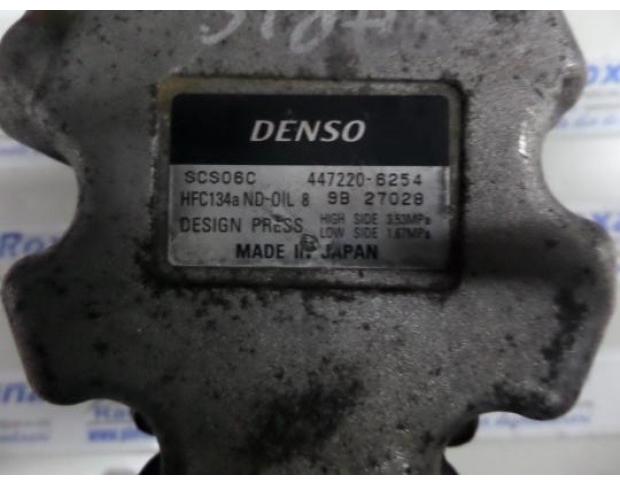 DENSO
SCS06C 447220-6254
HFC134a ND-OIL 8 9B 27028
DESIGN PRESS HIGH SIDE 3.53MPa
LOW SIDE 1.67MPa
MADE IN JAPAN